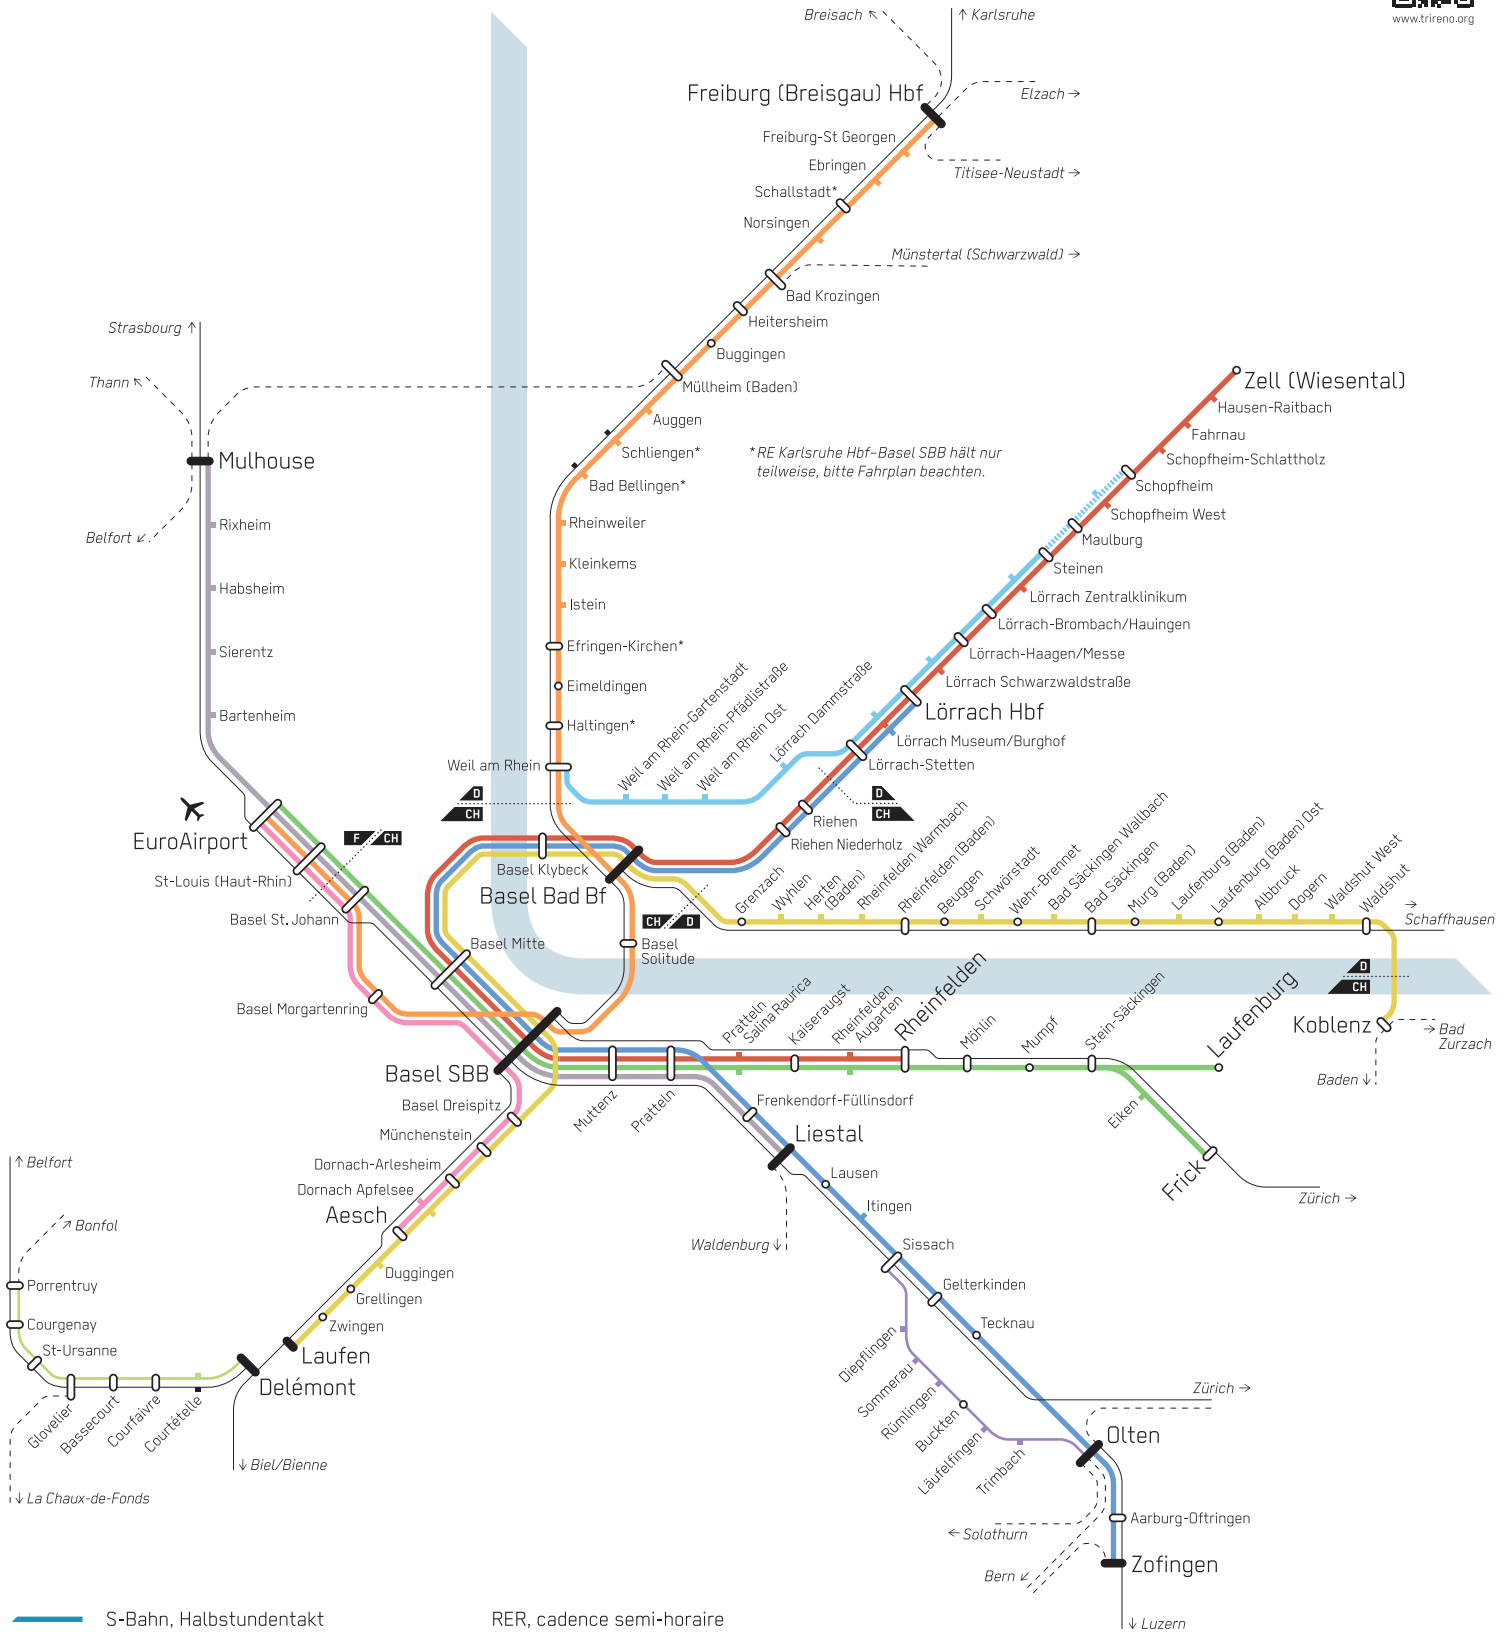 www.trireno.org
Breisach ↖
↑ Karlsruhe
Freiburg (Breisgau) Hbf
Elzach →
Freiburg-St Georgen
Ebringen
Titisee-Neustadt →
Schallstadt*
Norsingen
Münstertal (Schwarzwald) →
Bad Krozingen
Heitersheim
Strasbourg ↑
Buggingen
Thann ↖
Müllheim (Baden)
Zell (Wiesental)
Hausen-Raitbach
Auggen
Fahrnau
Schliengen*
*RE Karlsruhe Hbf–Basel SBB hält nur
teilweise, bitte Fahrplan beachten.
Mulhouse
Schopfheim-Schlattholz
Bad Bellingen*
Schopfheim
Schopfheim West
Rixheim
Rheinweiler
Belfort ↙
Maulburg
Kleinkems
Steinen
Habsheim
Lörrach Zentralklinikum
Istein
Lörrach-Brombach/Hauingen
Efringen-Kirchen*
Sierentz
Lörrach-Haagen/Messe
Eimeldingen
Lörrach Schwarzwaldstraße
Bartenheim
Haltingen*
Lörrach Hbf
Lörrach Museum/Burghof
Weil am Rhein
Weil am Rhein-Gartenstadt
Weil am Rhein-Pfädlistraße
Weil am Rhein Ost
Lörrach Dammstraße
Lörrach-Stetten
D
CH
D
CH
Riehen
Riehen Niederholz
EuroAirport
F
CH
St-Louis (Haut-Rhin)
Basel St. Johann
Basel Klybeck
Basel Bad Bf
CH
D
Grenzach
Wyhlen
Herten
(Baden)
Rheinfelden Warmbach
Rheinfelden (Baden)
Beuggen
Schwörstadt
Wehr-Brennet
Bad Säckingen Wallbach
Bad Säckingen
Murg (Baden)
Laufenburg (Baden)
Laufenburg (Baden) Ost
Albbruck
Dogern
Waldshut West
Waldshut
→
Schaffhausen
Basel Mitte
Basel
Solitude
D
CH
Basel Morgartenring
Koblenz
→ Bad
Zurzach
Baden ↓
Basel SBB
Muttenz
Pratteln
Pratteln
Salina Raurica
Kaiseraugst
Rheinfelden
Augarten
Rheinfelden
Möhlin
Mumpf
Stein-Säckingen
Laufenburg
Eiken
Frick
Zürich →
Basel Dreispitz
Münchenstein
Dornach-Arlesheim
Dornach Apfelsee
Aesch
Duggingen
Grellingen
Zwingen
Laufen
Delémont
Frenkendorf-Füllinsdorf
Liestal
Lausen
Itingen
Waldenburg ↓
Sissach
Gelterkinden
Tecknau
↑ Belfort
↗ Bonfol
Porrentruy
Courgenay
St-Ursanne
Glovelier
Bassecourt
Courfaivre
Courtételle
↓ Biel/Bienne
↓ La Chaux-de-Fonds
Diepflingen
Sommerau
Rümlingen
Buckten
Läufelfingen
Trimbach
Zürich →
Olten
Aarburg-Oftringen
← Solothurn
Bern ↙
Zofingen
↓ Luzern
S-Bahn, Halbstundentakt
RER, cadence semi-horaire